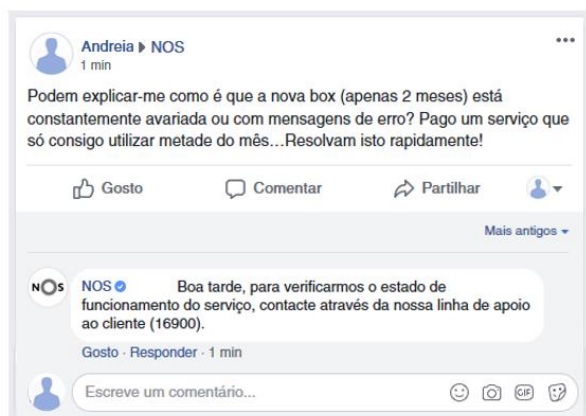 Andreia ▶ NOS
1 min
Podem explicar-me como é que a nova box (apenas 2 meses) está
constantemente avariada ou com mensagens de erro? Pago um serviço que
só consigo utilizar metade do mês…Resolvam isto rapidamente!
Gosto Comentar Partilhar
Mais antigos
NOS NOS Boa tarde, para verificarmos o estado de
funcionamento do serviço, contacte através da nossa linha de apoio
ao cliente (16900).
Gosto · Responder · 1 min
Escreve um comentário... GIF